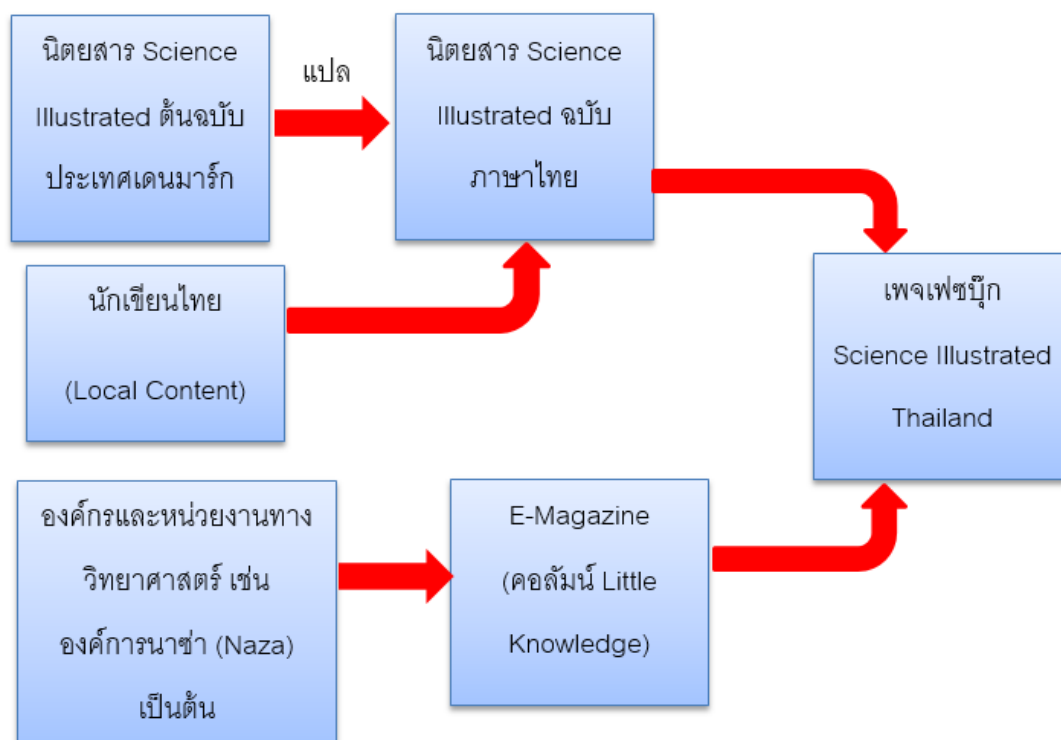 นิตยสาร Science
Illustrated ต้นฉบับ
ประเทศเดนมาร์ก
แปล
นิตยสาร Science
Illustrated ฉบับ
ภาษาไทย
นักเขียนไทย
(Local Content)
เพจเฟซบุ๊ก
Science Illustrated
Thailand
องค์กรและหน่วยงานทาง
วิทยาศาสตร์ เช่น
องค์การนาซ่า (Naza)
เป็นต้น
E-Magazine
(คอลัมน์ Little
Knowledge)